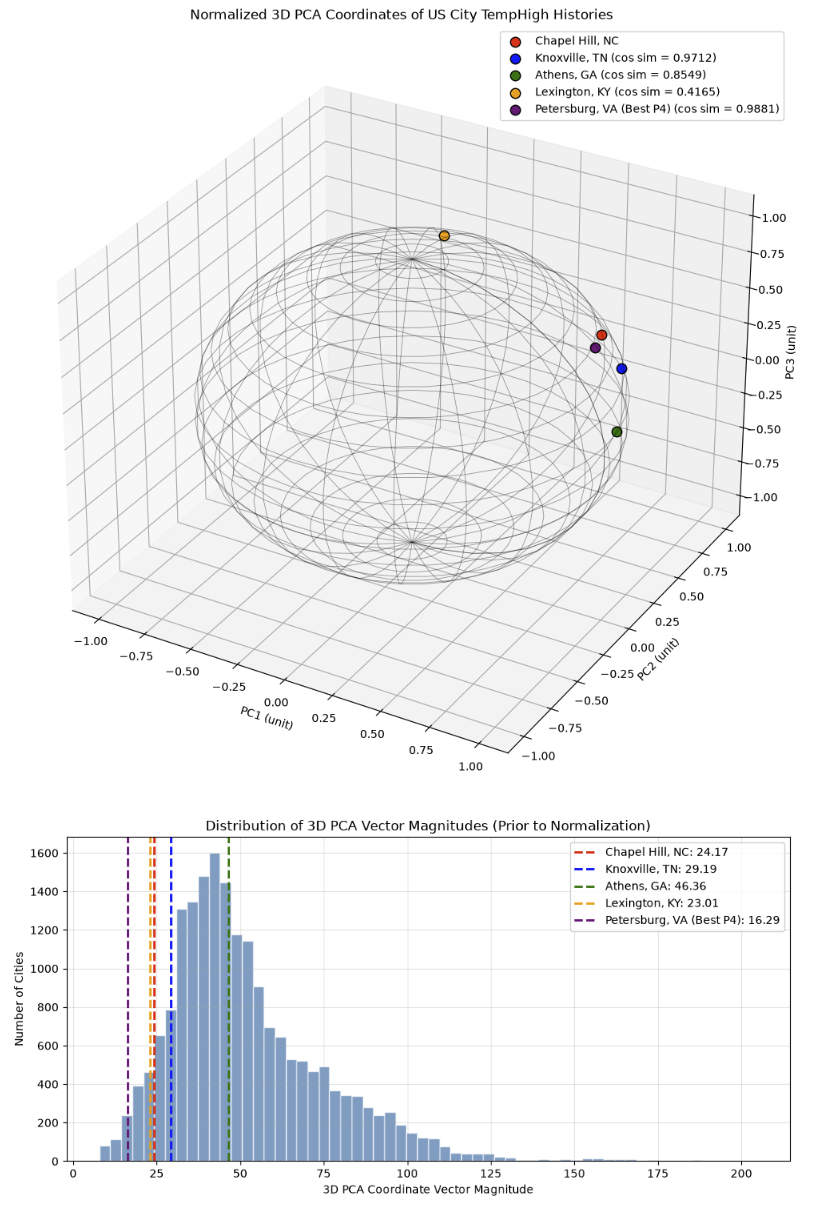 Normalized 3D PCA Coordinates of US City TempHigh Histories
Chapel Hill, NC
Knoxville, TN (cos sim = 0.9712)
Athens, GA (cos sim = 0.8549)
Lexington, KY (cos sim = 0.4165)
Petersburg, VA (Best P4) (cos sim = 0.9881)
1.00
0.75
0.50
0.25
0.00
−0.25
−0.50
−0.75
−1.00
PC3 (unit)
1.00
0.75
0.50
0.25
0.00
−0.25
−0.50
−0.75
−1.00
PC2 (unit)
−1.00
−0.75
−0.50
−0.25
0.00
0.25
0.50
0.75
1.00
PC1 (unit)
Distribution of 3D PCA Vector Magnitudes (Prior to Normalization)
Chapel Hill, NC: 24.17
Knoxville, TN: 29.19
Athens, GA: 46.36
Lexington, KY: 23.01
Petersburg, VA (Best P4): 16.29
1600
1400
1200
1000
800
600
400
200
0
Number of Cities
0 25 50 75 100 125 150 175 200
3D PCA Coordinate Vector Magnitude